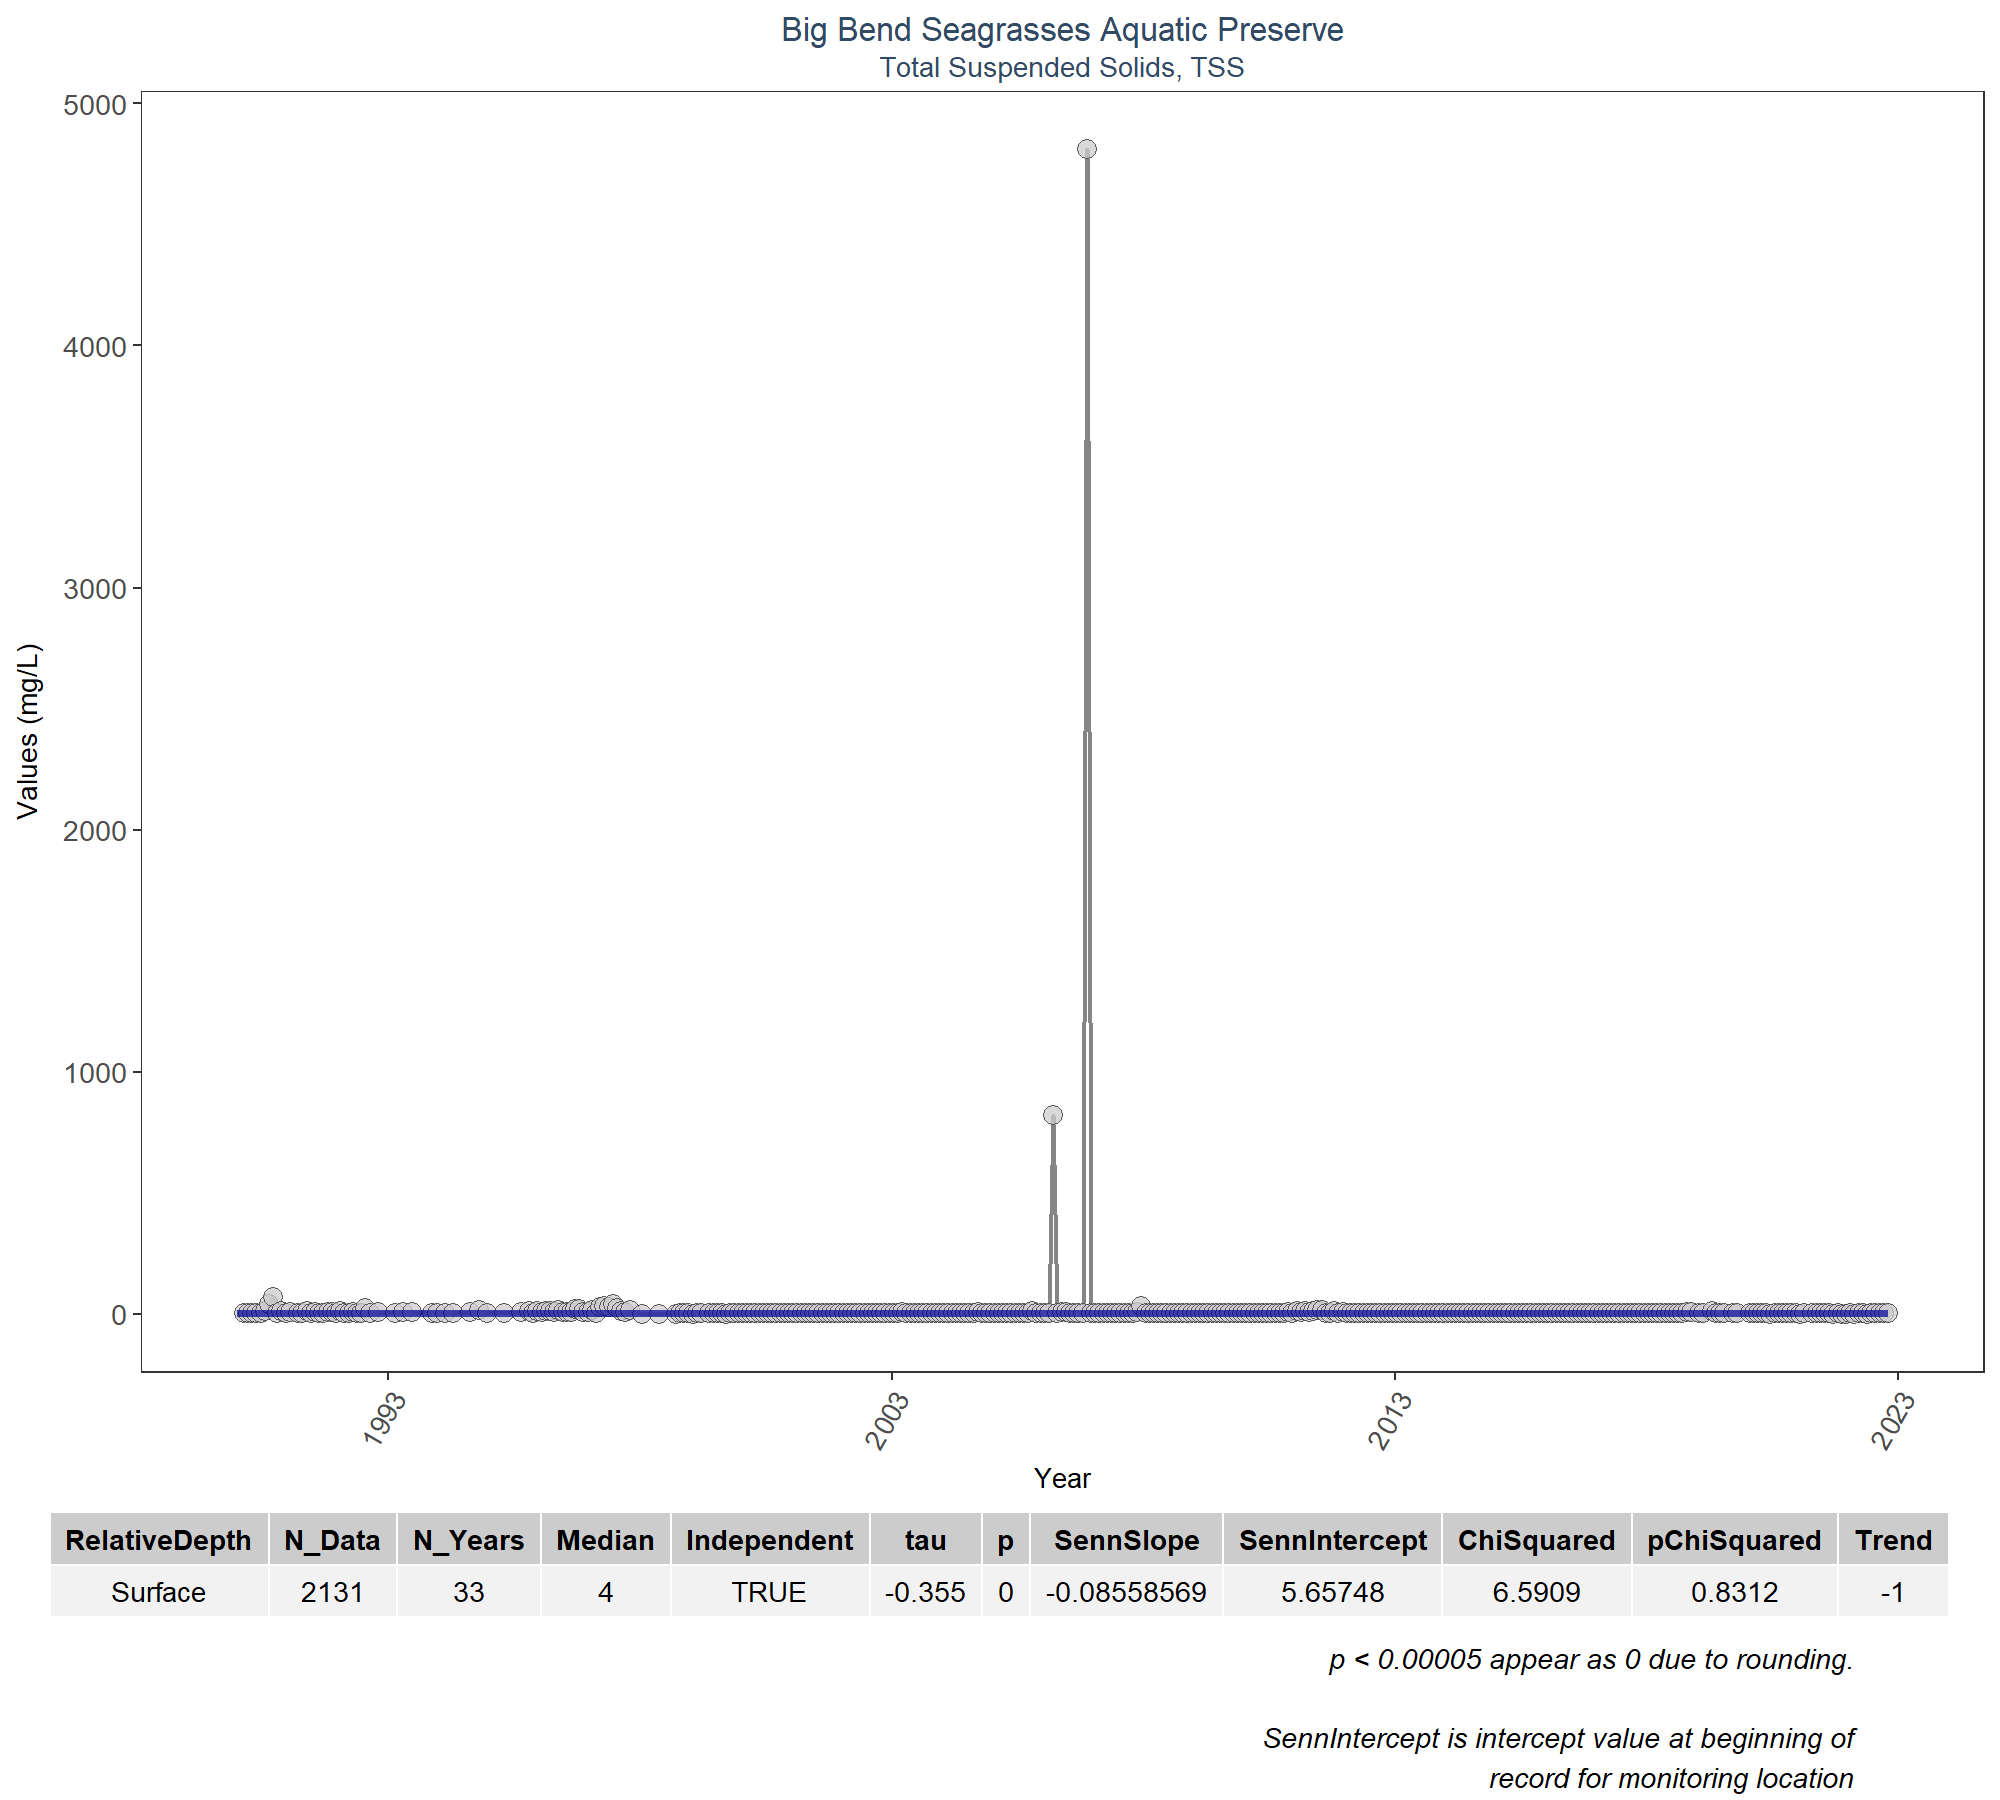 Big Bend Seagrasses Aquatic Preserve
Total Suspended Solids, TSS
5000
4000
3000
2000
1000
0
Values (mg/L)
1993
2003
2013
2023
Year
RelativeDepth N_Data N_Years Median Independent tau p SennSlope SennIntercept ChiSquared pChiSquared Trend
Surface 2131 33 4 TRUE -0.355 0 -0.08558569 5.65748 6.5909 0.8312 -1
p < 0.00005 appear as 0 due to rounding.
SennIntercept is intercept value at beginning of
record for monitoring location